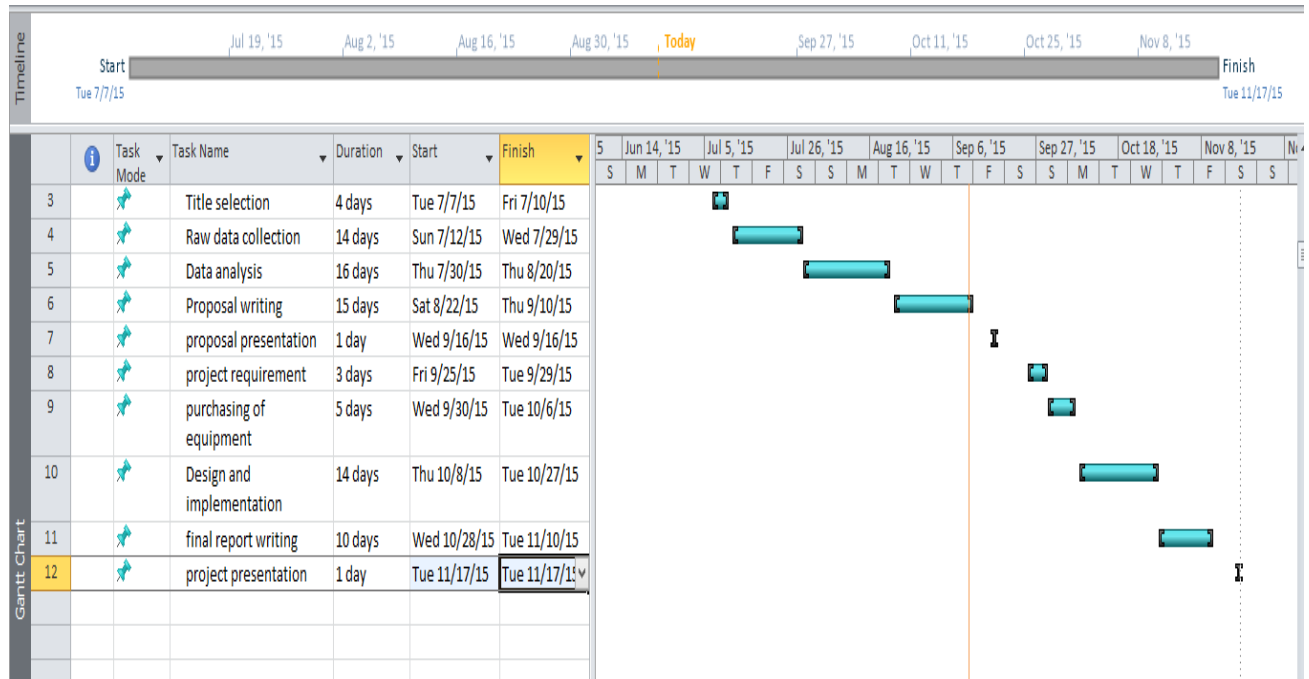 Timeline
Jul 19, '15 Aug 2, '15 Aug 16, '15 Aug 30, '15 Today Sep 27, '15 Oct 11, '15 Oct 25, '15 Nov 8, '15
Start Finish
Tue 7/7/15 Tue 11/17/15
Gantt Chart
i Task Mode Task Name Duration Start Finish
5 Jun 14, '15 Jul 5, '15 Jul 26, '15 Aug 16, '15 Sep 6, '15 Sep 27, '15 Oct 18, '15 Nov 8, '15
S M T W T F S S M T W T F S S M T W T F S S
3 Title selection 4 days Tue 7/7/15 Fri 7/10/15
4 Raw data collection 14 days Sun 7/12/15 Wed 7/29/15
5 Data analysis 16 days Thu 7/30/15 Thu 8/20/15
6 Proposal writing 15 days Sat 8/22/15 Thu 9/10/15
7 proposal presentation 1 day Wed 9/16/15 Wed 9/16/15
8 project requirement 3 days Fri 9/25/15 Tue 9/29/15
9 purchasing of equipment 5 days Wed 9/30/15 Tue 10/6/15
10 Design and implementation 14 days Thu 10/8/15 Tue 10/27/15
11 final report writing 10 days Wed 10/28/15 Tue 11/10/15
12 project presentation 1 day Tue 11/17/15 Tue 11/17/15